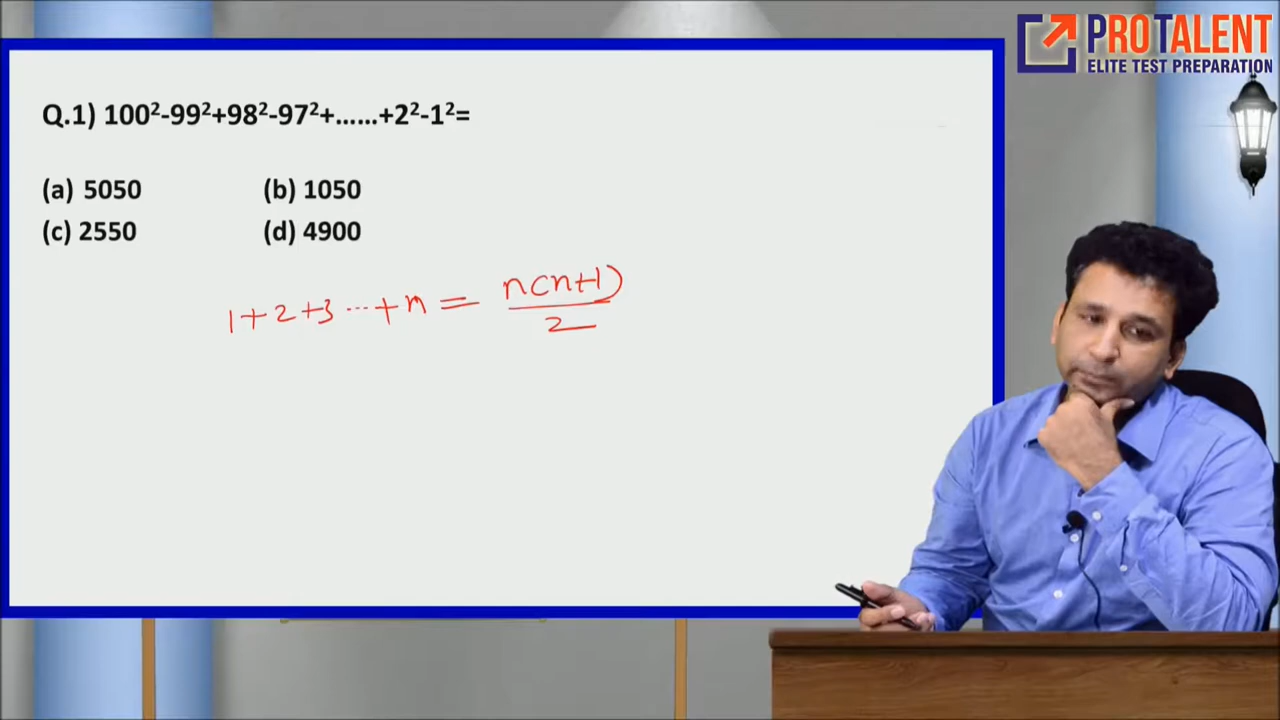 PROTALENT
ELITE TEST PREPARATION
Q.1) 100²-99²+98²-97²+......+2²-1²=
(a) 5050 (b) 1050
(c) 2550 (d) 4900
1+2+3 ...+n = n(n+1)
2